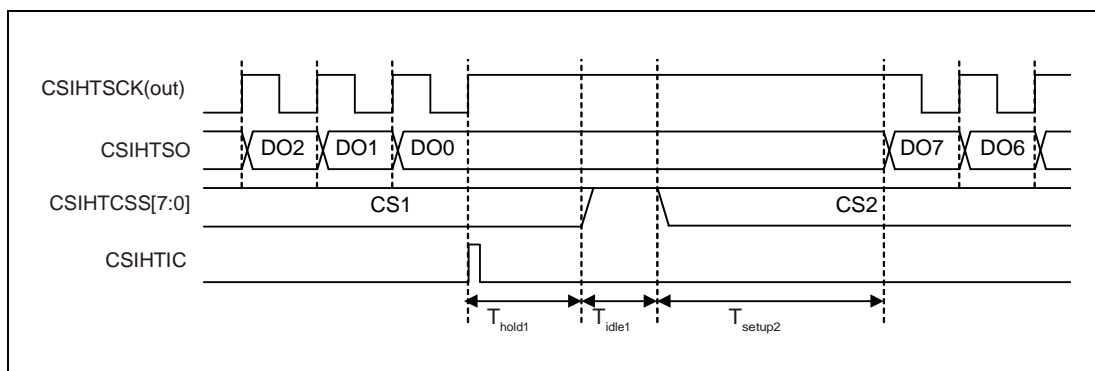 CSIHTSCK(out)
CSIHTSO DO2 DO1 DO0 DO7 DO6
CSIHTCSS[7:0] CS1 CS2
CSIHTIC
Thold1 Tidle1 Tsetup2